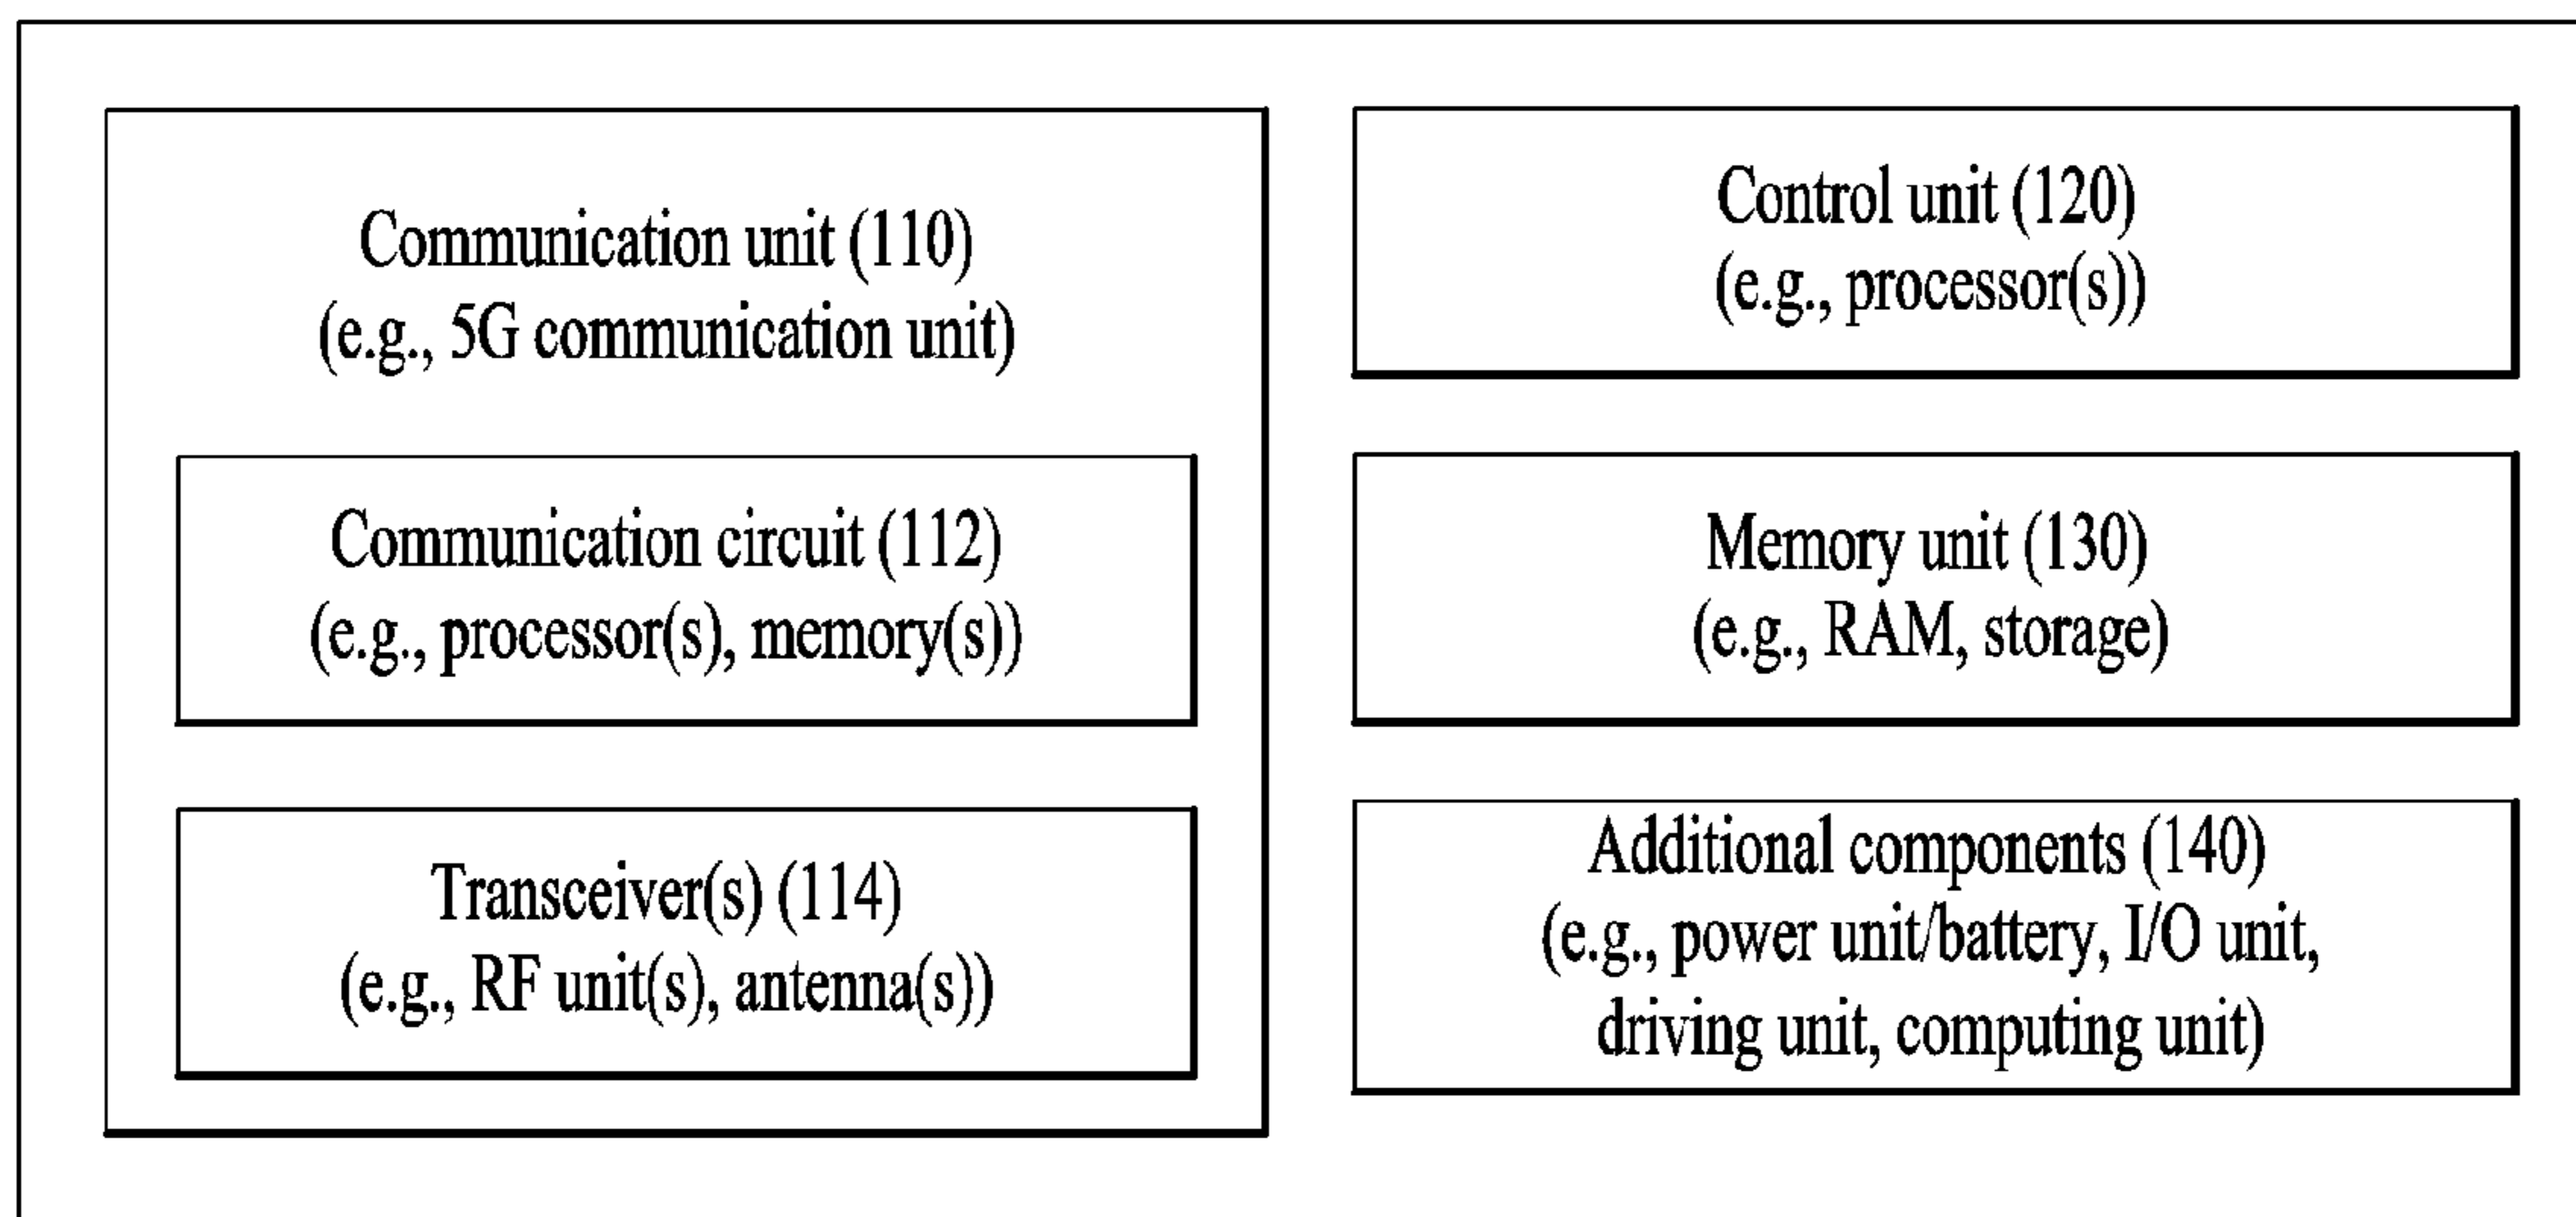 Communication unit (110)
(e.g., 5G communication unit)
Communication circuit (112)
(e.g., processor(s), memory(s))
Transceiver(s) (114)
(e.g., RF unit(s), antenna(s))
Control unit (120)
(e.g., processor(s))
Memory unit (130)
(e.g., RAM, storage)
Additional components (140)
(e.g., power unit/battery, I/O unit,
driving unit, computing unit)